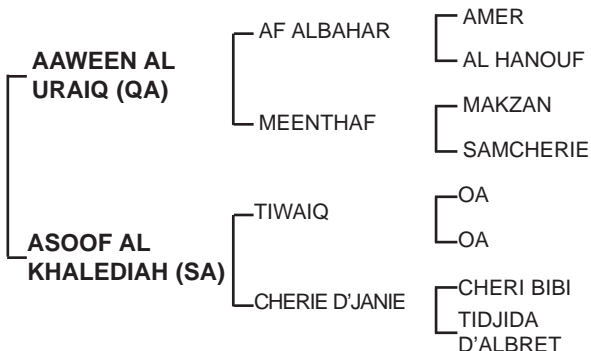 AAWEEN AL
URAIQ (QA)
AF ALBAHAR
AMER
AL HANOUF
MEENTHAF
MAKZAN
SAMCHERIE
ASOOF AL
KHALEDIAH (SA)
TIWAIQ
OA
OA
CHERIE D'JANIE
CHERI BIBI
TIDJIDA
D'ALBRET